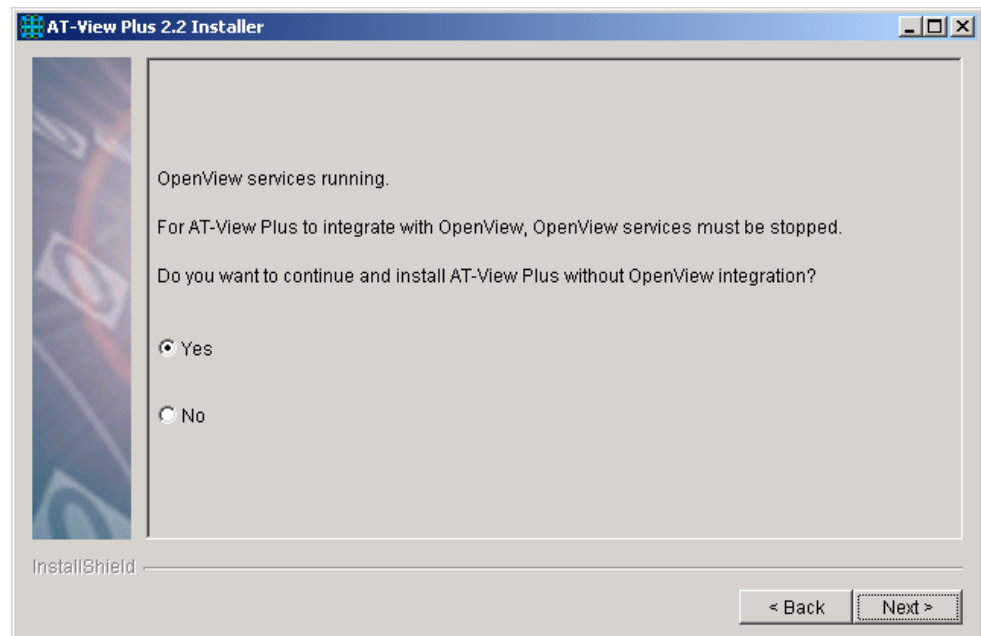 AT-View Plus 2.2 Installer
OpenView services running.
For AT-View Plus to integrate with OpenView, OpenView services must be stopped.
Do you want to continue and install AT-View Plus without OpenView integration?
Yes
No
InstallShield
< Back
Next >